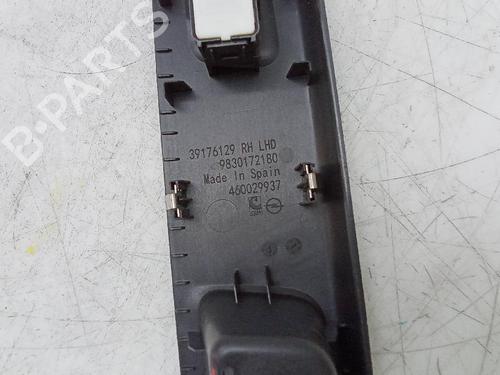 B-PARTS
39176129 RH LHD
9830172180
Made In Spain
460029937